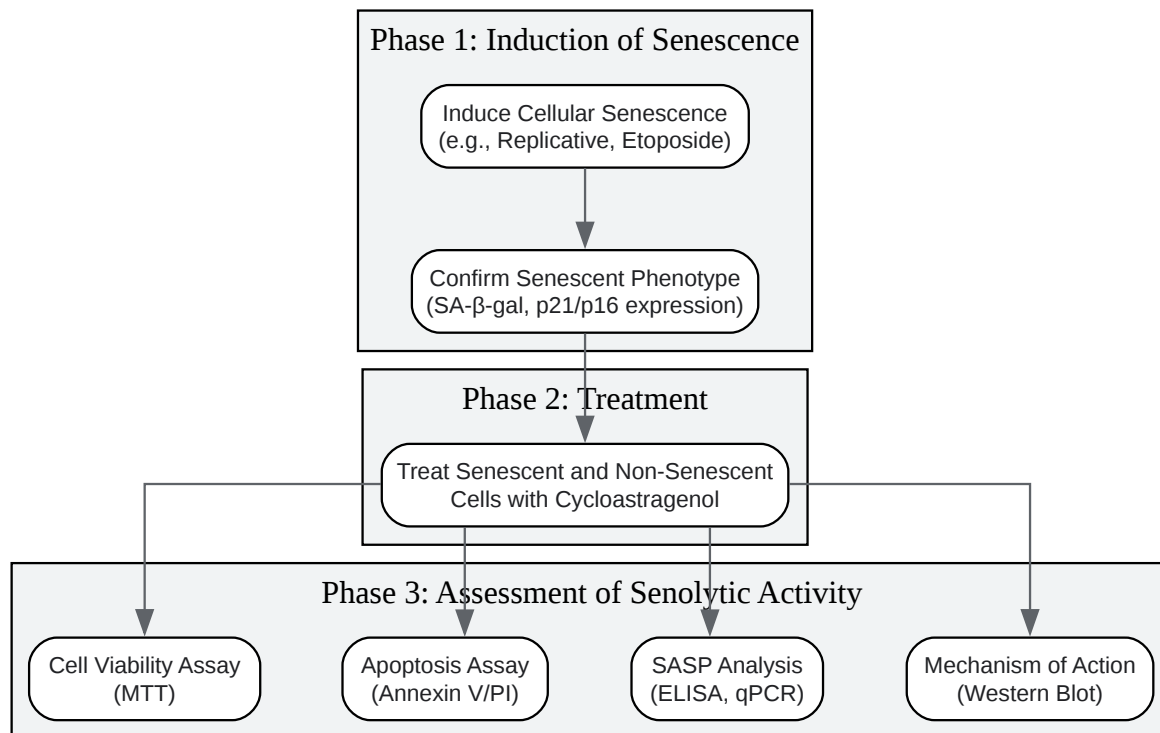 Phase 1: Induction of Senescence
Induce Cellular Senescence
(e.g., Replicative, Etoposide)
Confirm Senescent Phenotype
(SA-β-gal, p21/p16 expression)
Phase 2: Treatment
Treat Senescent and Non-Senescent
Cells with Cycloastragenol
Phase 3: Assessment of Senolytic Activity
Cell Viability Assay
(MTT)
Apoptosis Assay
(Annexin V/PI)
SASP Analysis
(ELISA, qPCR)
Mechanism of Action
(Western Blot)